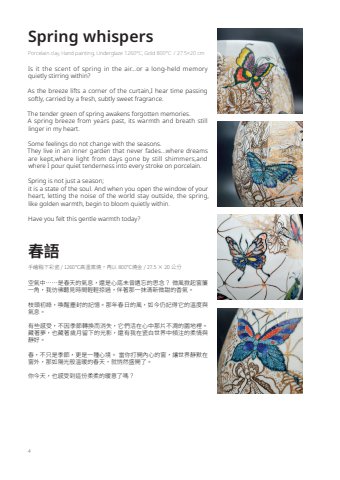 Spring whispers
Porcelain clay, Hand painting, Underglaze 1260°C, Gold 800°C / 27.5×20 cm
Is it the scent of spring in the air...or a long-held memory
quietly stirring within?
As the breeze lifts a corner of the curtain,I hear time passing
softly, carried by a fresh, subtly sweet fragrance.
The tender green of spring awakens forgotten memories.
A spring breeze from years past, its warmth and breath still
linger in my heart.
Some feelings do not change with the seasons.
They live in an inner garden that never fades...where dreams
are kept,where light from days gone by still shimmers,and
where I pour quiet tenderness into every stroke on porcelain.
Spring is not just a season;
it is a state of the soul. And when you open the window of your
heart, letting the noise of the world stay outside, the spring,
like golden warmth, begin to bloom quietly within.
Have you felt this gentle warmth today?
春語
手繪釉下彩瓷 / 1260°C高溫素燒，再以 800°C燒金 / 27.5 × 20 公分
空氣中⋯⋯是春天的氣息，還是心底未曾遺忘的思念？微風掀起窗簾
一角，我彷彿聽見時間輕輕掠過，伴著那一抹清新微甜的香氣。
枝頭初綠，喚醒塵封的記憶。那年春日的風，如今仍記得它的溫度與
氣息。
有些感受，不因季節轉換而消失，它們活在心中那片不凋的園地裡。
藏著夢，也藏著歲月留下的光影，還有我在瓷白世界中傾注的柔情與
靜好。
春，不只是季節，更是一種心境。 當你打開內心的窗，讓世界靜默在
窗外，那如陽光般溫暖的春天，就悄然盛開了。
你今天，也感受到這份柔柔的暖意了嗎？
4